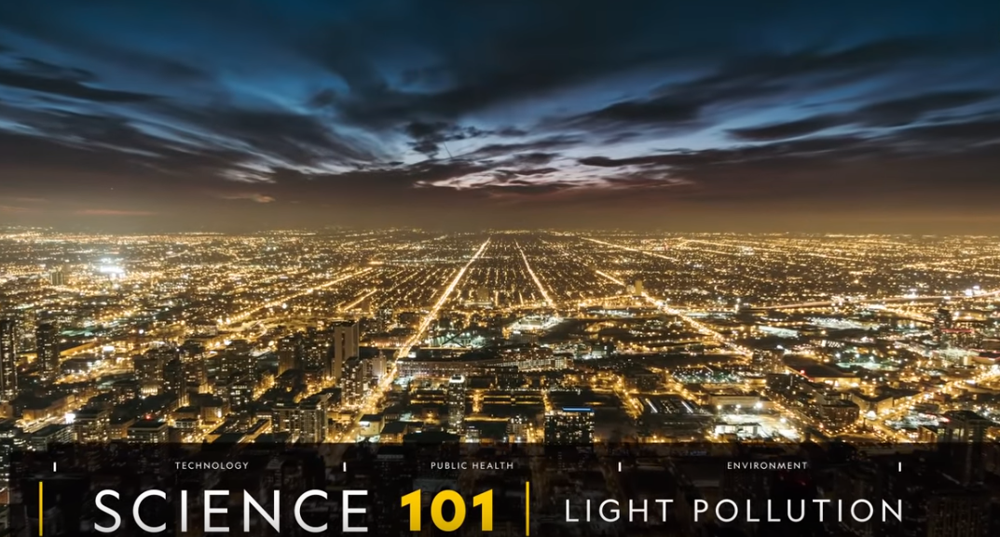 TECHNOLOGY PUBLIC HEALTH ENVIRONMENT
SCIENCE 101 LIGHT POLLUTION